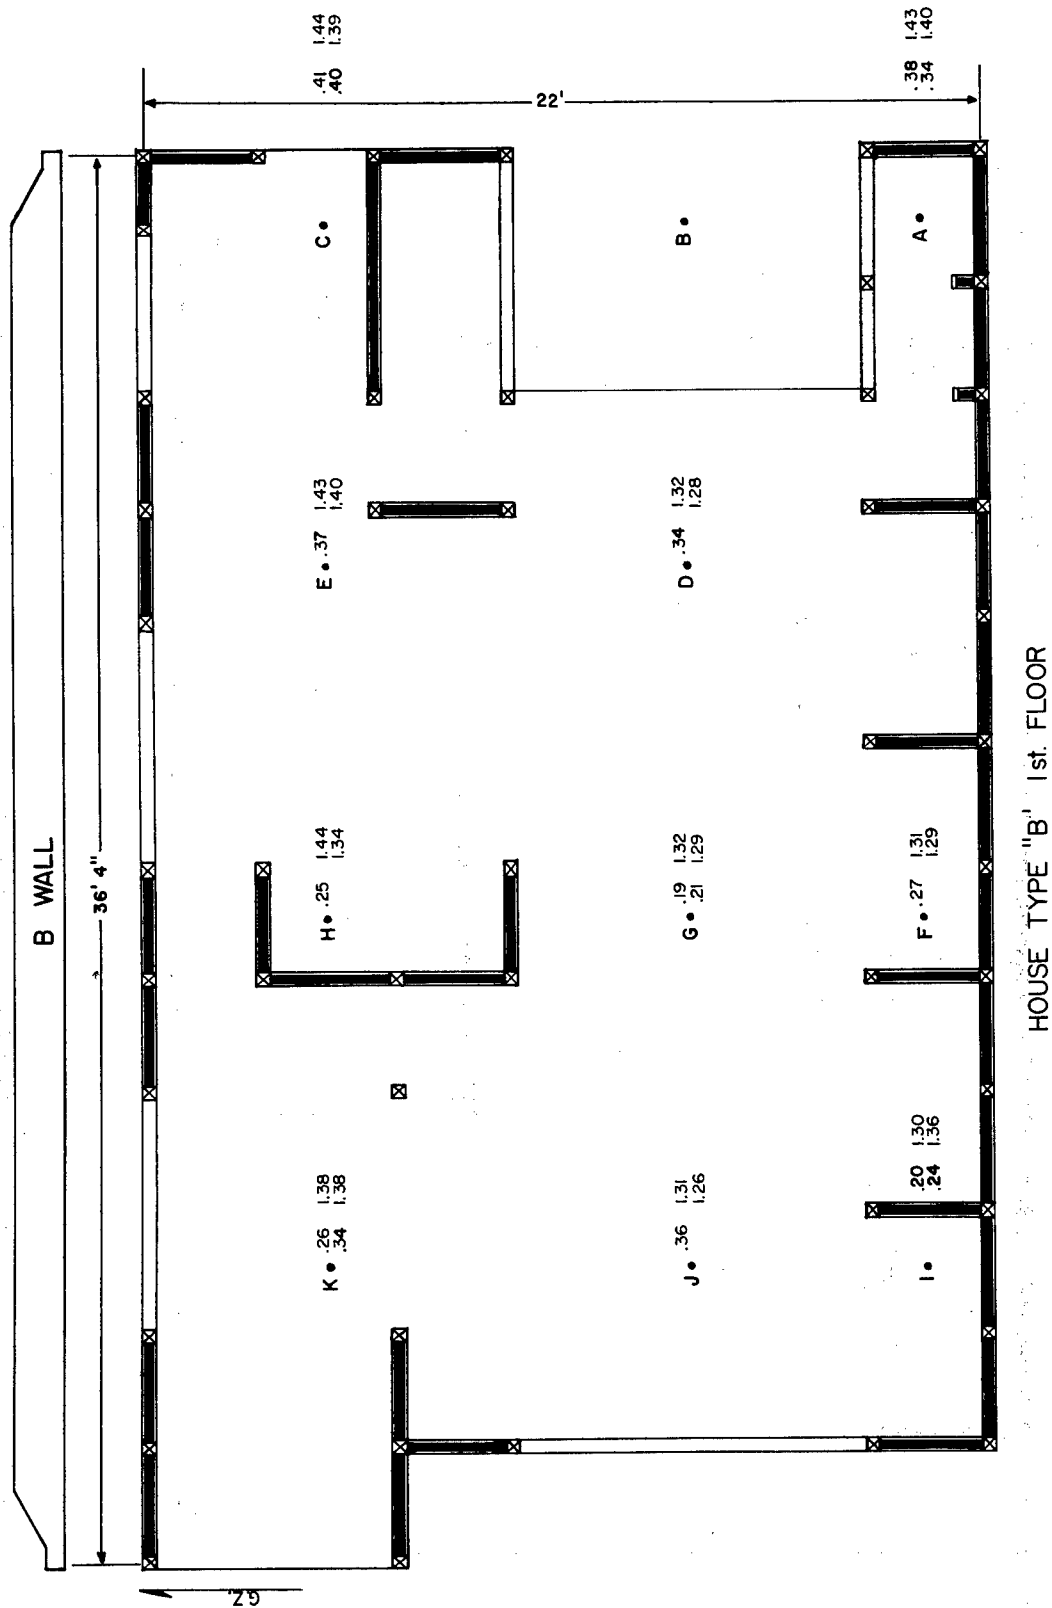 B WALL
36' 4"
22'
G.Z.
.41 1.44
.40 1.39
.38 1.43
.34 1.40
C
B
A
E .37 1.43
1.40
D .34 1.32
1.28
H .25 1.44
1.34
G .19 1.32
.21 1.29
F .27 1.31
1.29
K .26 1.38
.34 1.38
J .36 1.31
1.26
I
.20 1.30
.24 1.36
HOUSE TYPE "B" 1st. FLOOR